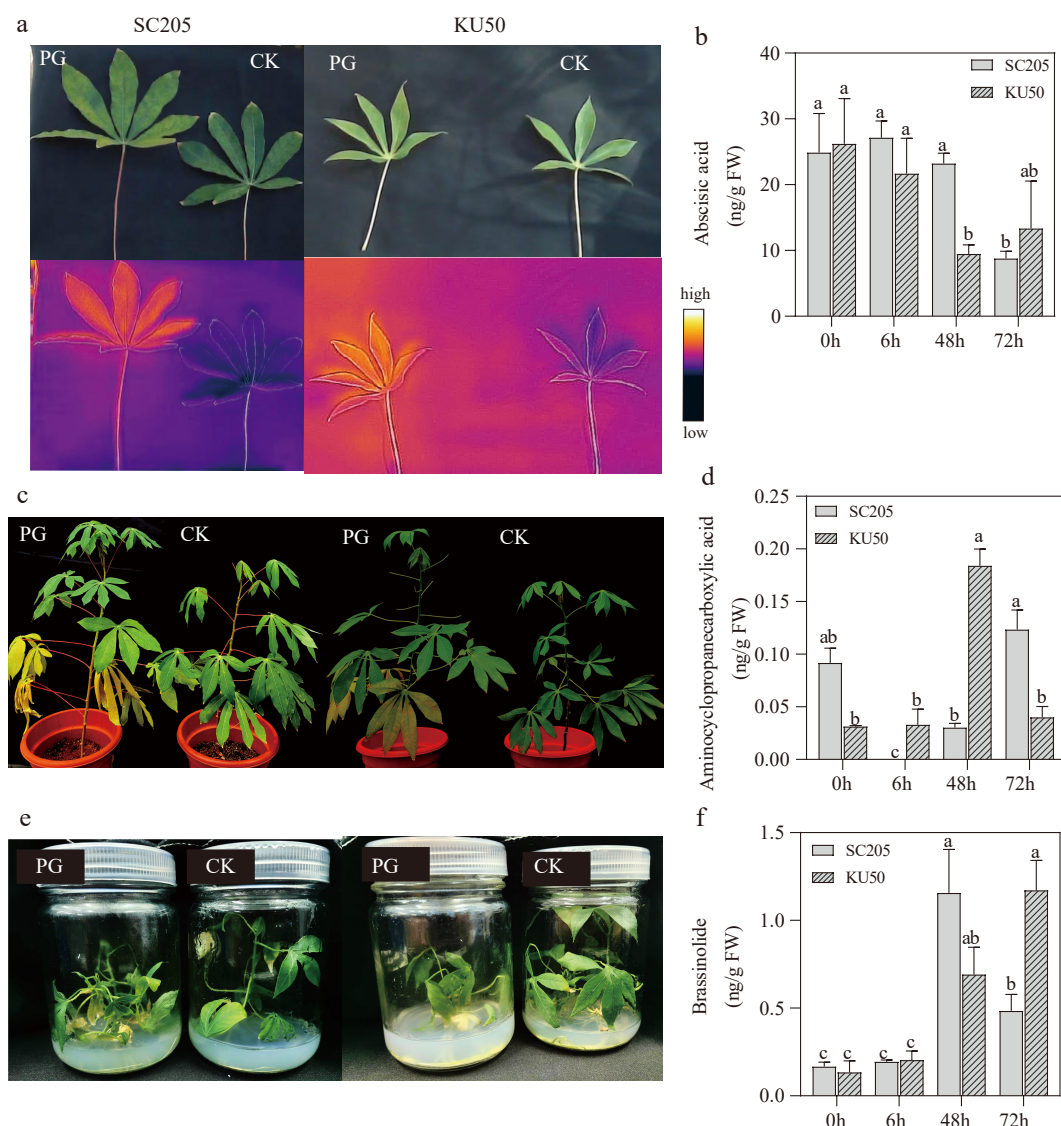 a
SC205
KU50
PG
CK
PG
CK
high
low
b
Abscisic acid
(ng/g FW)
40
30
20
10
0
SC205
KU50
a
a
a
a
a
b
b
ab
0h
6h
48h
72h
c
PG
CK
PG
CK
d
Aminocyclopropanecarboxylic acid
(ng/g FW)
0.25
0.20
0.15
0.10
0.05
0.00
SC205
KU50
ab
b
c
b
b
a
a
b
0h
6h
48h
72h
e
PG
CK
PG
CK
f
Brassinolide
(ng/g FW)
1.5
1.0
0.5
0.0
SC205
KU50
c
c
c
c
a
ab
b
a
0h
6h
48h
72h